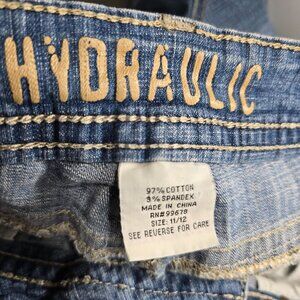 HYDRAULIC
97% COTTON
3% SPANDEX
MADE IN CHINA
RN#99678
SIZE: 11/12
SEE REVERSE FOR CARE